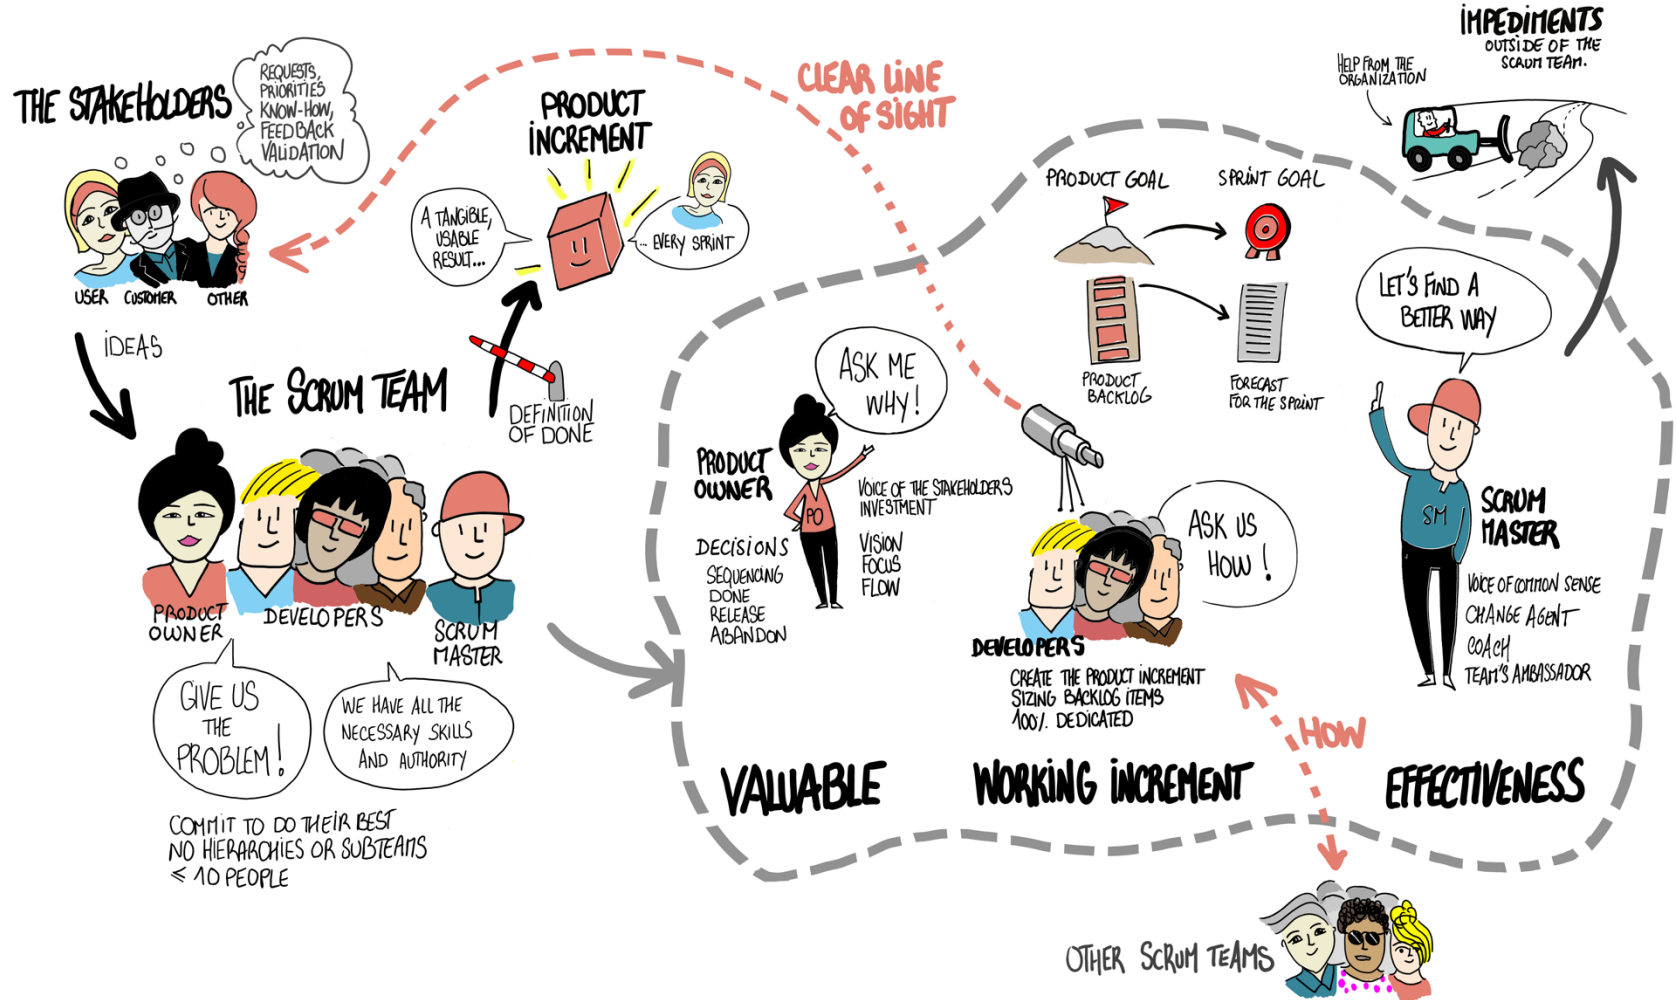 THE STAKEHOLDERS
REQUESTS,
PRIORITIES
KNOW-HOW,
FEEDBACK
VALIDATION
USER
CUSTOMER
OTHER
IDEAS
PRODUCT
INCREMENT
A TANGIBLE,
USABLE
RESULT...
... EVERY SPRINT
DEFINITION
OF DONE
THE SCRUM TEAM
PRODUCT
OWNER
DEVELOPERS
SCRUM
MASTER
GIVE US
THE
PROBLEM!
WE HAVE ALL THE
NECESSARY SKILLS
AND AUTHORITY
COMMIT TO DO THEIR BEST
NO HIERARCHIES OR SUBTEAMS
≤ 10 PEOPLE
CLEAR LINE
OF SIGHT
PRODUCT GOAL
SPRINT GOAL
PRODUCT
BACKLOG
FORECAST
FOR THE SPRINT
IMPEDIMENTS
OUTSIDE OF THE
SCRUM TEAM.
HELP FROM THE
ORGANIZATION
ASK ME
WHY!
PRODUCT
OWNER
PO
VOICE OF THE STAKEHOLDERS
INVESTMENT
VISION
FOCUS
FLOW
DECISIONS
SEQUENCING
DONE
RELEASE
ABANDON
VALUABLE
ASK US
HOW!
DEVELOPERS
CREATE THE PRODUCT INCREMENT
SIZING BACKLOG ITEMS
100% DEDICATED
WORKING INCREMENT
LET'S FIND A
BETTER WAY
SM
SCRUM
MASTER
VOICE OF COMMON SENSE
CHANGE AGENT
COACH
TEAM'S AMBASSADOR
EFFECTIVENESS
HOW
OTHER SCRUM TEAMS